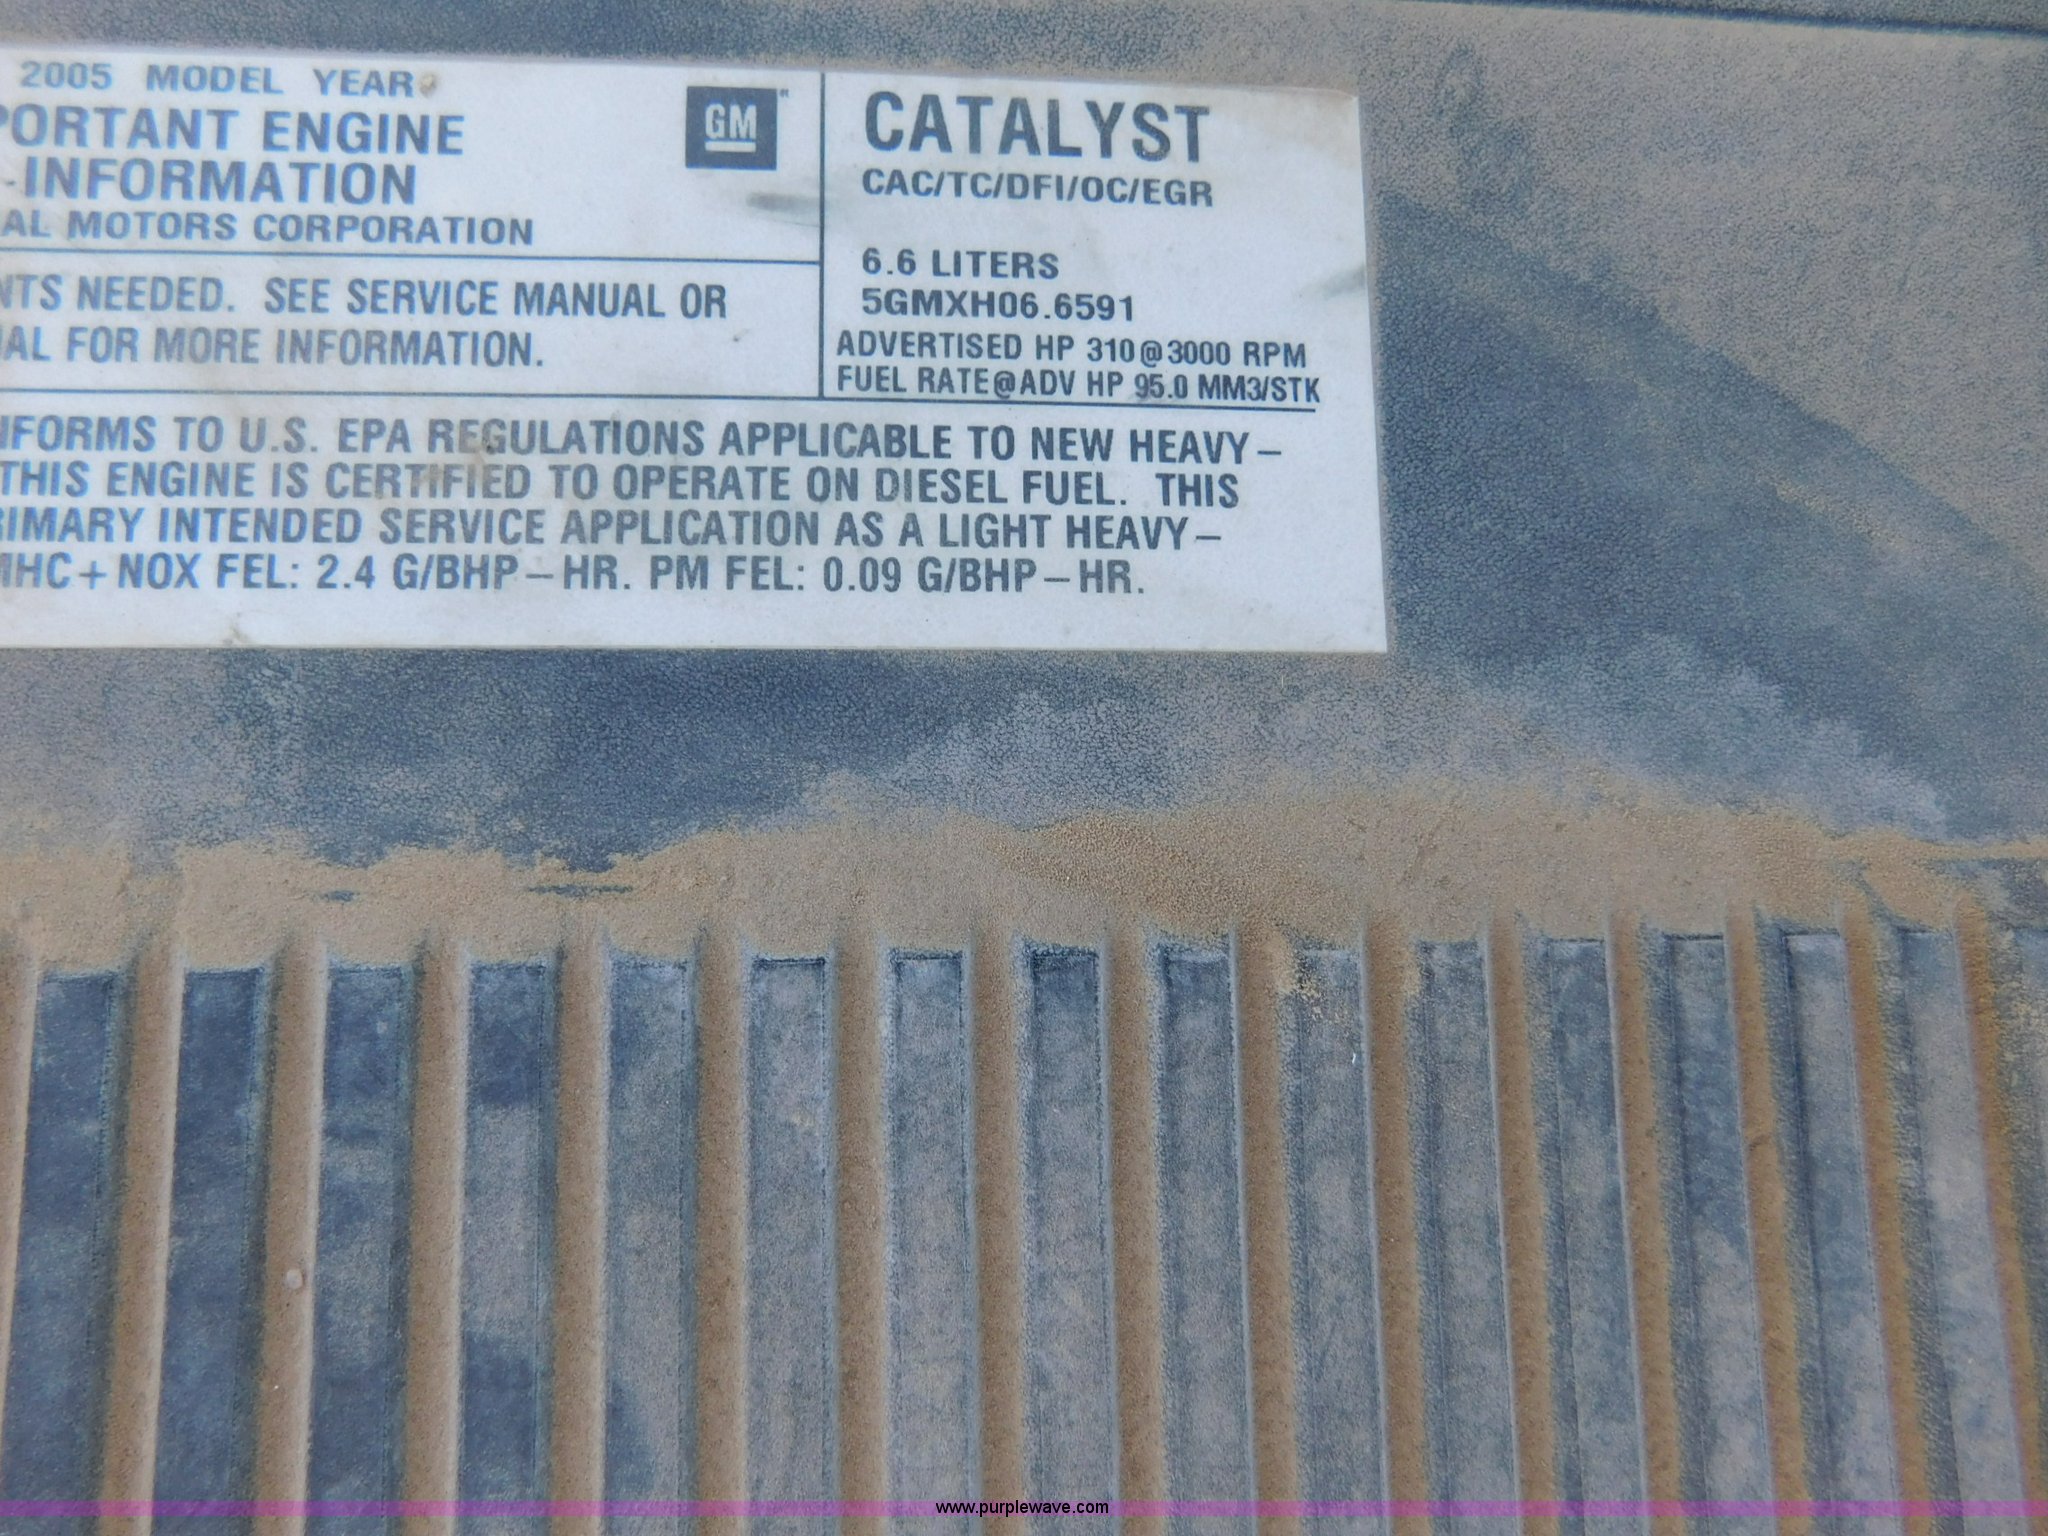 2005 MODEL YEAR
PORTANT ENGINE
INFORMATION
AL MOTORS CORPORATION
GM
NTS NEEDED. SEE SERVICE MANUAL OR
AL FOR MORE INFORMATION.
CATALYST
CAC/TC/DFI/OC/EGR
6.6 LITERS
5GMXH06.6591
ADVERTISED HP 310@3000 RPM
FUEL RATE@ADV HP 95.0 MM3/STK
NFORMS TO U.S. EPA REGULATIONS APPLICABLE TO NEW HEAVY–
THIS ENGINE IS CERTIFIED TO OPERATE ON DIESEL FUEL. THIS
RIMARY INTENDED SERVICE APPLICATION AS A LIGHT HEAVY–
MHC + NOX FEL: 2.4 G/BHP – HR. PM FEL: 0.09 G/BHP – HR.
www.purplewave.com